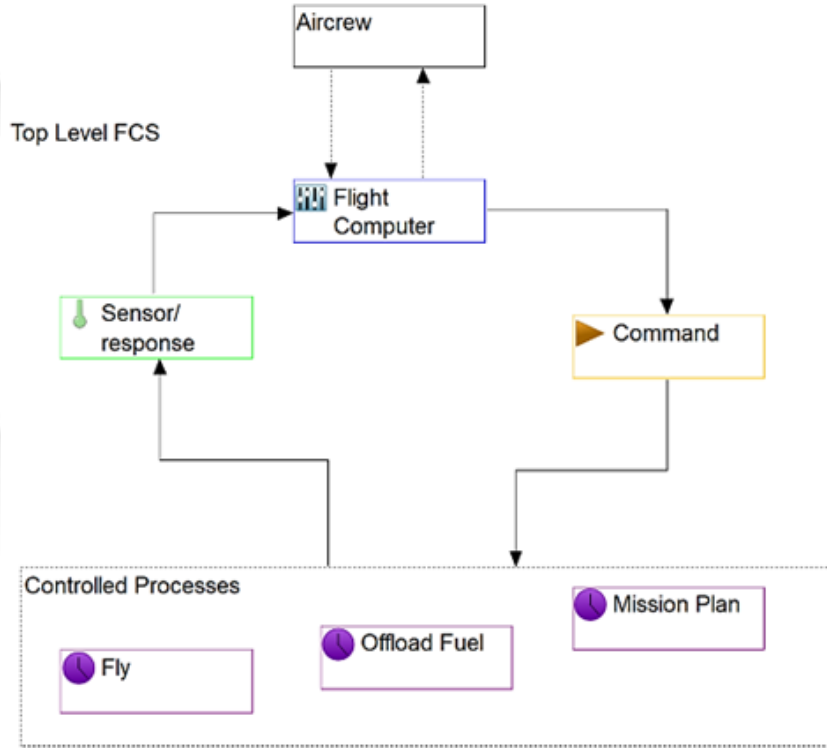 Aircrew
Top Level FCS
Flight
Computer
Sensor/
response
Command
Controlled Processes
Mission Plan
Offload Fuel
Fly